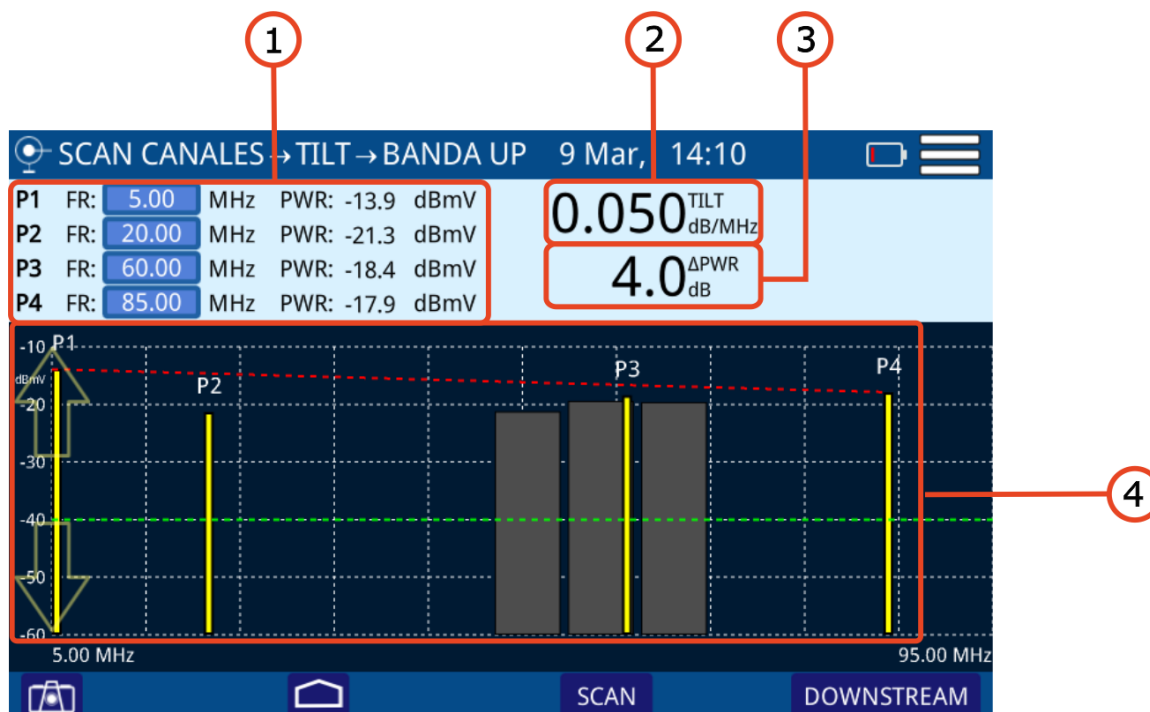 1 2 3
SCAN CANALES → TILT → BANDA UP 9 Mar, 14:10
P1 FR: 5.00 MHz PWR: -13.9 dBmV
P2 FR: 20.00 MHz PWR: -21.3 dBmV
P3 FR: 60.00 MHz PWR: -18.4 dBmV
P4 FR: 85.00 MHz PWR: -17.9 dBmV
0.050 TILT dB/MHz
4.0 ΔPWR dB
-10 P1
dBmV
P2
P3
P4
-20
-30
-40
4
-50
-60
5.00 MHz 95.00 MHz
SCAN DOWNSTREAM